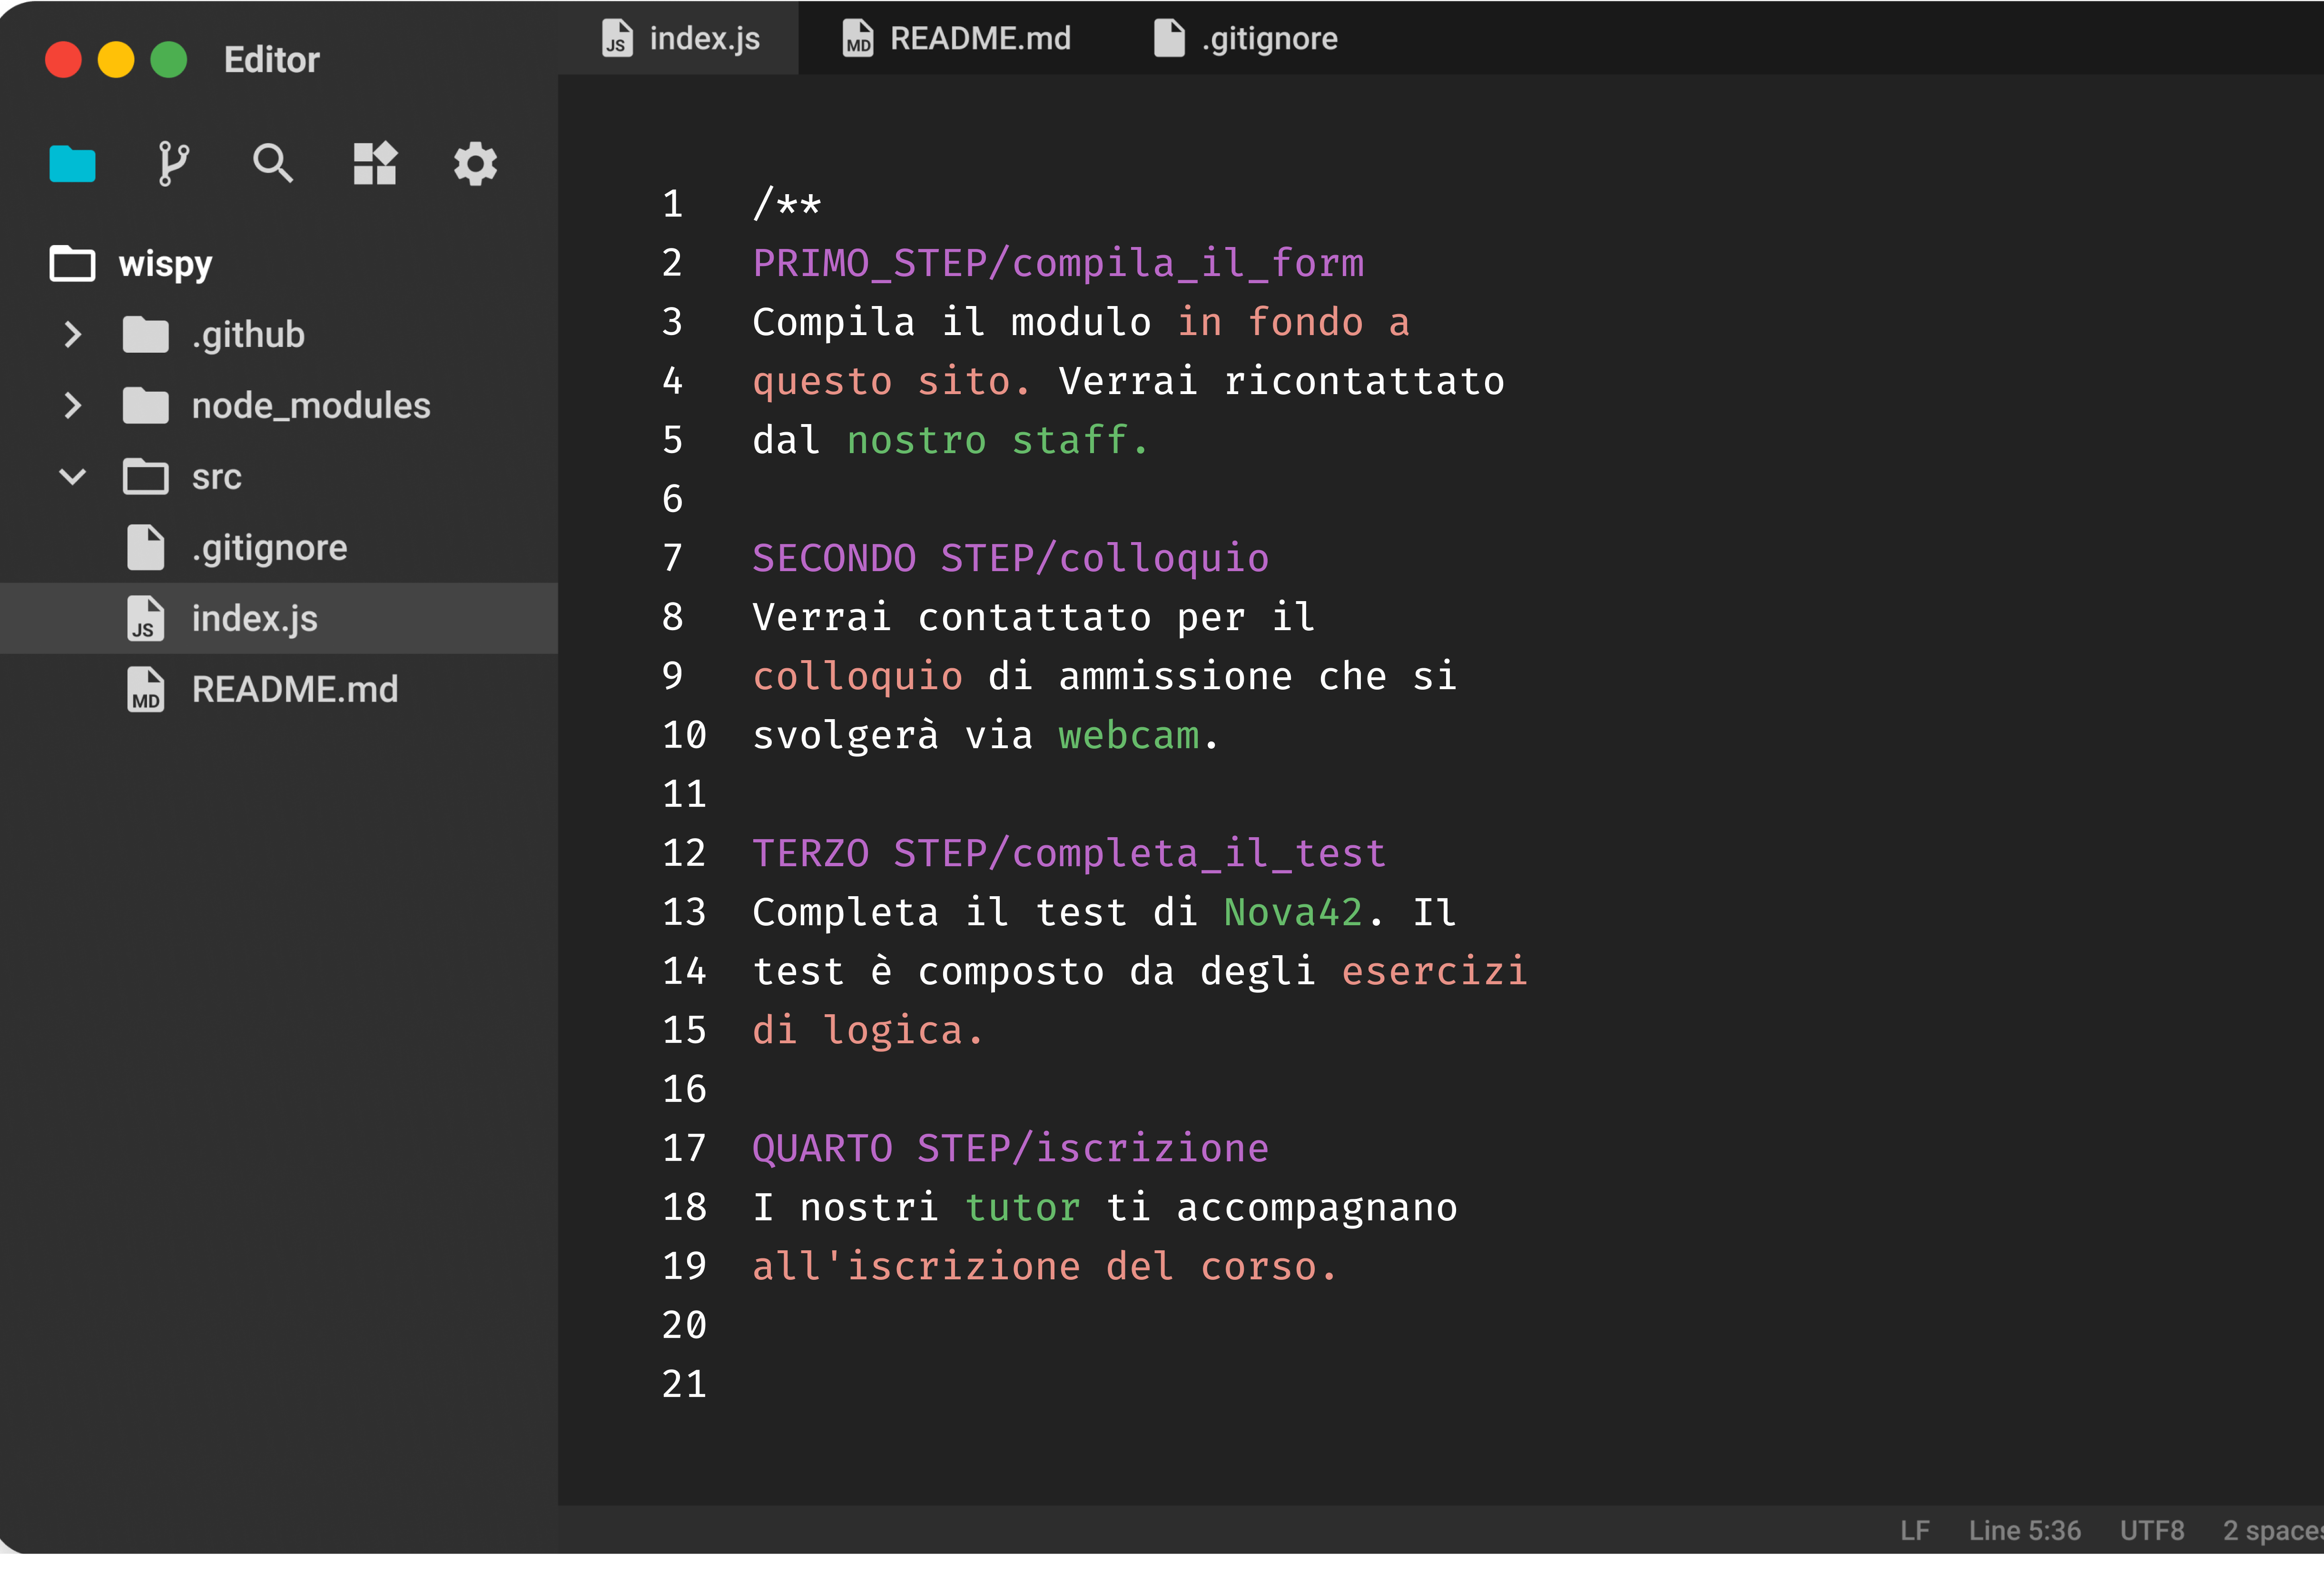 Editor
index.js
README.md
.gitignore
wispy
.github
node_modules
src
.gitignore
JS index.js
MD README.md
1 /**
2 PRIMO_STEP/compila_il_form
3 Compila il modulo in fondo a
4 questo sito. Verrai ricontattato
5 dal nostro staff.
6
7 SECONDO STEP/colloquio
8 Verrai contattato per il
9 colloquio di ammissione che si
10 svolgerà via webcam.
11
12 TERZO STEP/completa_il_test
13 Completa il test di Nova42. Il
14 test è composto da degli esercizi
15 di logica.
16
17 QUARTO STEP/iscrizione
18 I nostri tutor ti accompagnano
19 all'iscrizione del corso.
20
21
LF Line 5:36 UTF8 2 spaces